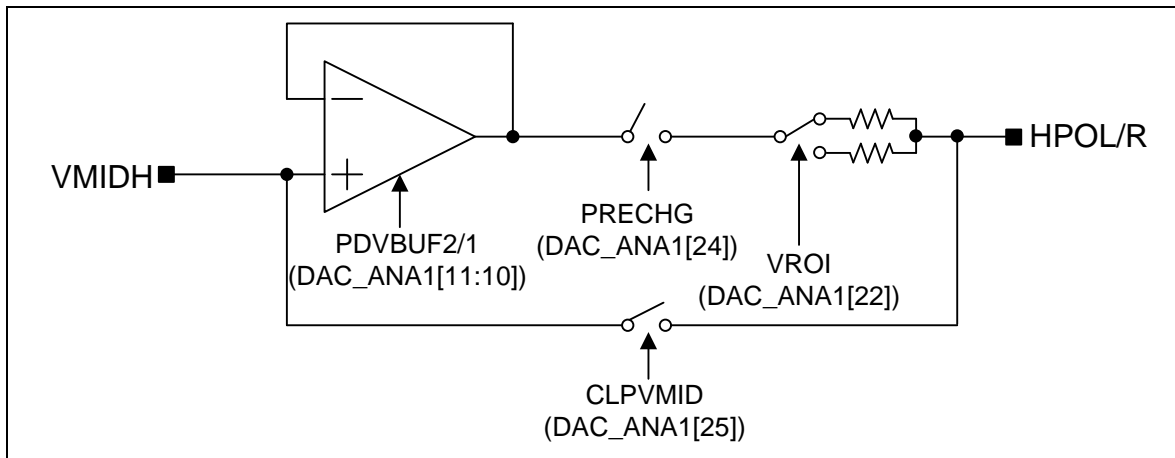 VMIDH
HPOL/R
PDVBUF2/1
(DAC_ANA1[11:10])
PRECHG
(DAC_ANA1[24])
VROI
(DAC_ANA1[22])
CLPVMID
(DAC_ANA1[25])